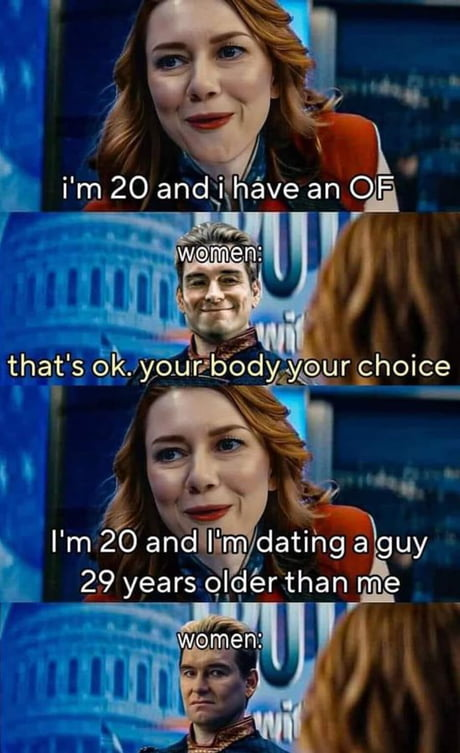 i'm 20 and i have an OF
women:
that's ok. your body your choice
I'm 20 and I'm dating a guy
29 years older than me
women: